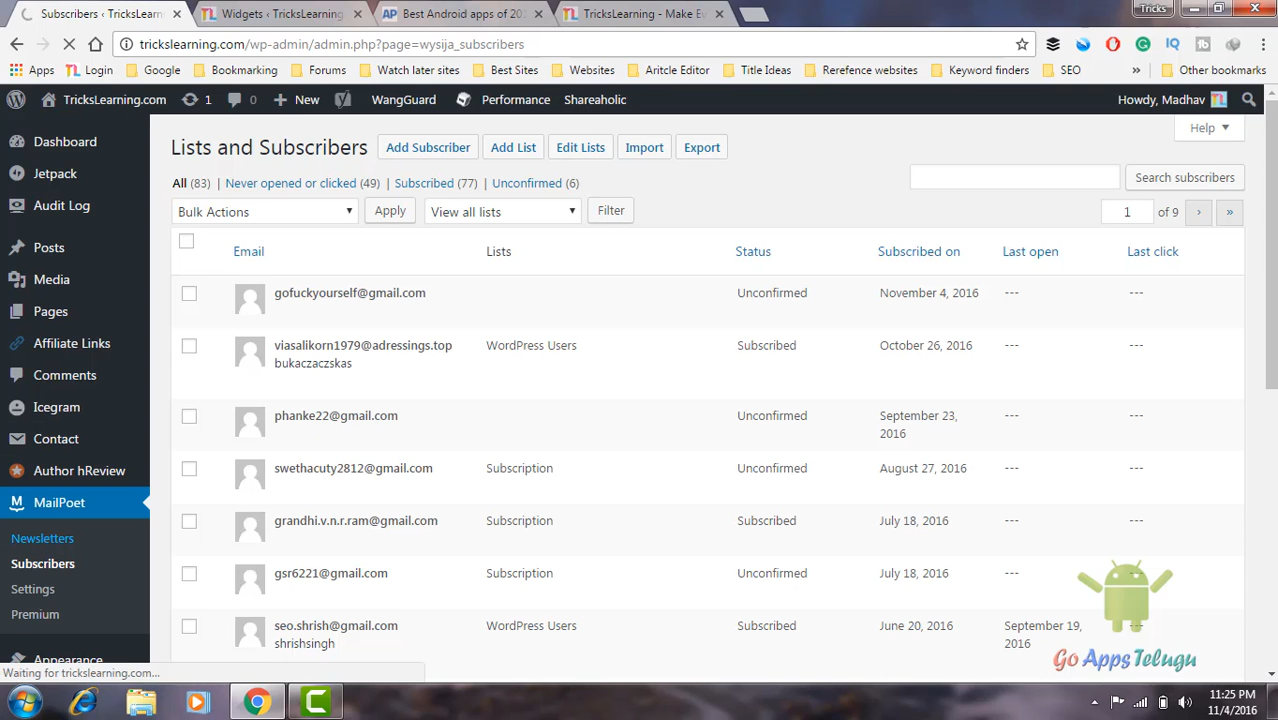 Subscribers ‹ TricksLearni
Widgets ‹ TricksLearning
Best Android apps of 20
TricksLearning - Make Ev
Tricks
trickslearning.com/wp-admin/admin.php?page=wysija_subscribers
Apps
Login
Google
Bookmarking
Forums
Watch later sites
Best Sites
Websites
Aritcle Editor
Title Ideas
Rerefence websites
Keyword finders
SEO
»
Other bookmarks
TricksLearning.com
1
0
New
WangGuard
Performance
Shareaholic
Howdy, Madhav
Dashboard
Jetpack
Audit Log
Posts
Media
Pages
Affiliate Links
Comments
Icegram
Contact
Author hReview
MailPoet
Newsletters
Subscribers
Settings
Premium
Appearance
Help
Lists and Subscribers
Add Subscriber
Add List
Edit Lists
Import
Export
All (83) | Never opened or clicked (49) | Subscribed (77) | Unconfirmed (6)
Search subscribers
Bulk Actions
Apply
View all lists
Filter
1 of 9 › »
Email Lists Status Subscribed on Last open Last click
gofuckyourself@gmail.com Unconfirmed November 4, 2016 --- ---
viasalikorn1979@adressings.top WordPress Users Subscribed October 26, 2016 --- ---
bukaczaczskas
phanke22@gmail.com Unconfirmed September 23, --- ---
2016
swethacuty2812@gmail.com Subscription Unconfirmed August 27, 2016 --- ---
grandhi.v.n.r.ram@gmail.com Subscription Subscribed July 18, 2016 --- ---
gsr6221@gmail.com Subscription Unconfirmed July 18, 2016 --- ---
seo.shrish@gmail.com WordPress Users Subscribed June 20, 2016 September 19, ---
shrishsingh 2016
Go Apps Telugu
Waiting for trickslearning.com...
11:25 PM
11/4/2016